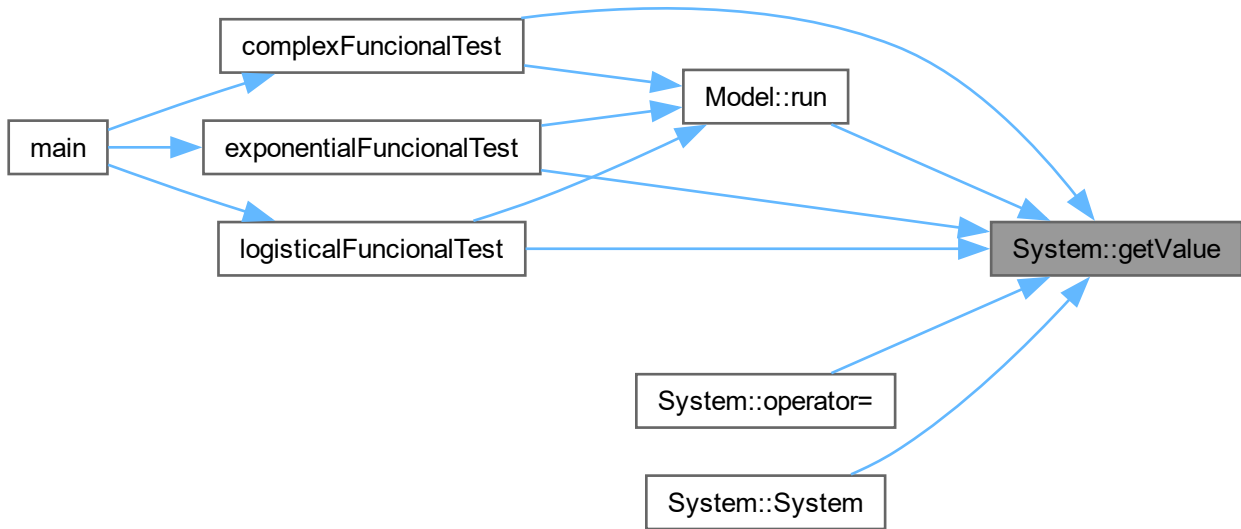 complexFuncionalTest
Model::run
main
exponentialFuncionalTest
logisticalFuncionalTest
System::getValue
System::operator=
System::System